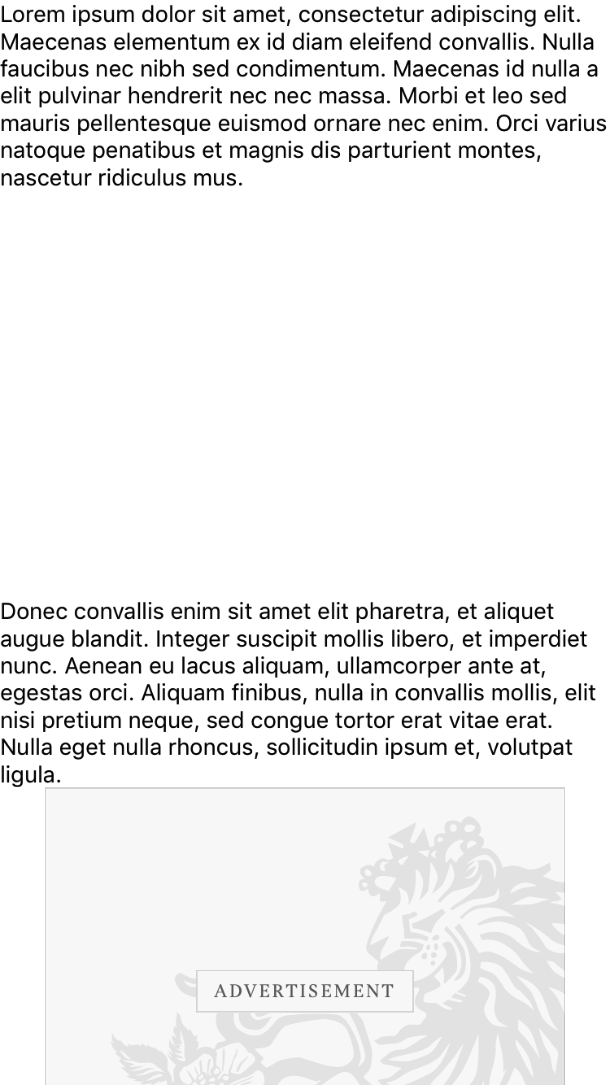 Lorem ipsum dolor sit amet, consectetur adipiscing elit.
Maecenas elementum ex id diam eleifend convallis. Nulla
faucibus nec nibh sed condimentum. Maecenas id nulla a
elit pulvinar hendrerit nec nec massa. Morbi et leo sed
mauris pellentesque euismod ornare nec enim. Orci varius
natoque penatibus et magnis dis parturient montes,
nascetur ridiculus mus.
Donec convallis enim sit amet elit pharetra, et aliquet
augue blandit. Integer suscipit mollis libero, et imperdiet
nunc. Aenean eu lacus aliquam, ullamcorper ante at,
egestas orci. Aliquam finibus, nulla in convallis mollis, elit
nisi pretium neque, sed congue tortor erat vitae erat.
Nulla eget nulla rhoncus, sollicitudin ipsum et, volutpat
ligula.
ADVERTISEMENT